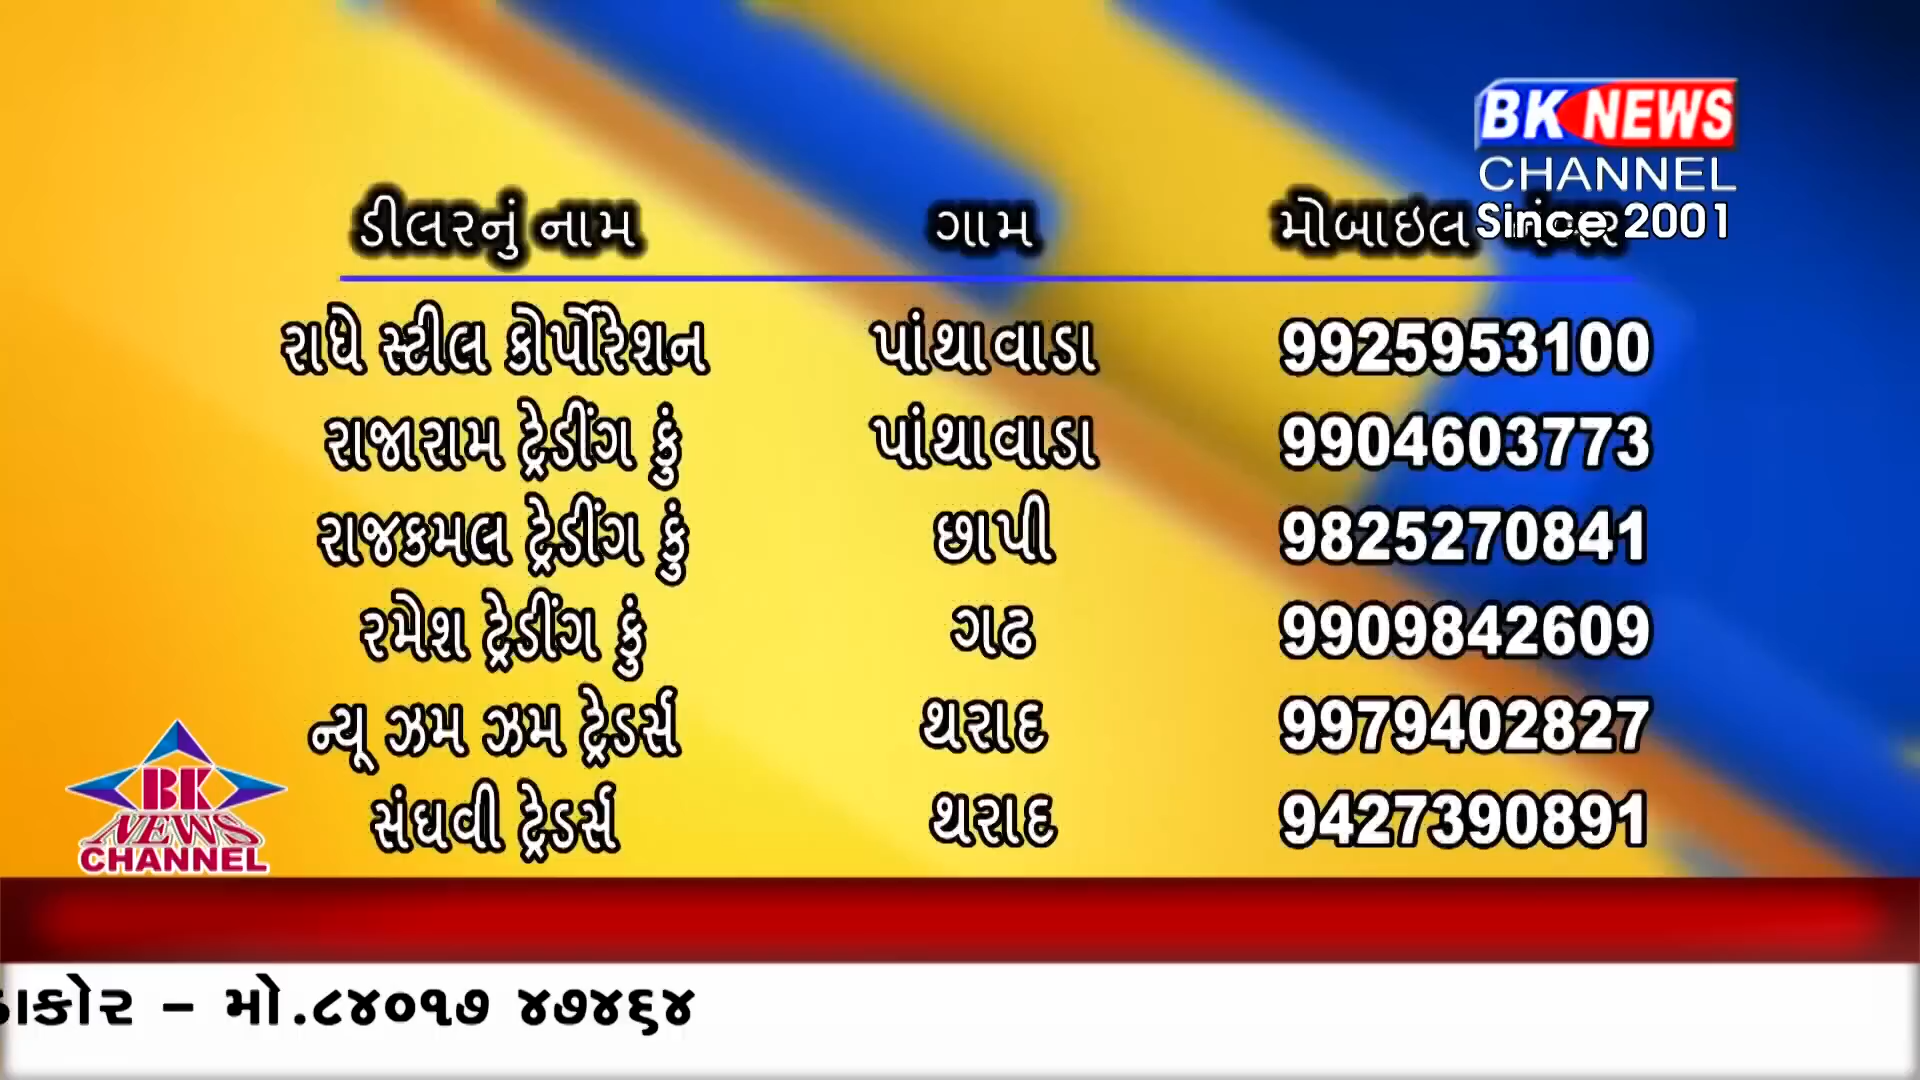 BK NEWS
CHANNEL
Since 2001
ડીલરનું નામ ગામ મોબાઇલ
રાધે સ્ટીલ કોર્પોરેશન પાંથાવાડા 9925953100
રાજારામ ટ્રેડીંગ કું પાંથાવાડા 9904603773
રાજકમલ ટ્રેડીંગ કું છાપી 9825270841
રમેશ ટ્રેડીંગ કું ગઢ 9909842609
ન્યૂ ઝમ ઝમ ટ્રેડર્સ થરાદ 9979402827
સંઘવી ટ્રેડર્સ થરાદ 9427390891
BK
NEWS
CHANNEL
– મો.૮૪૦૧૭ ૪૭૪૬૪